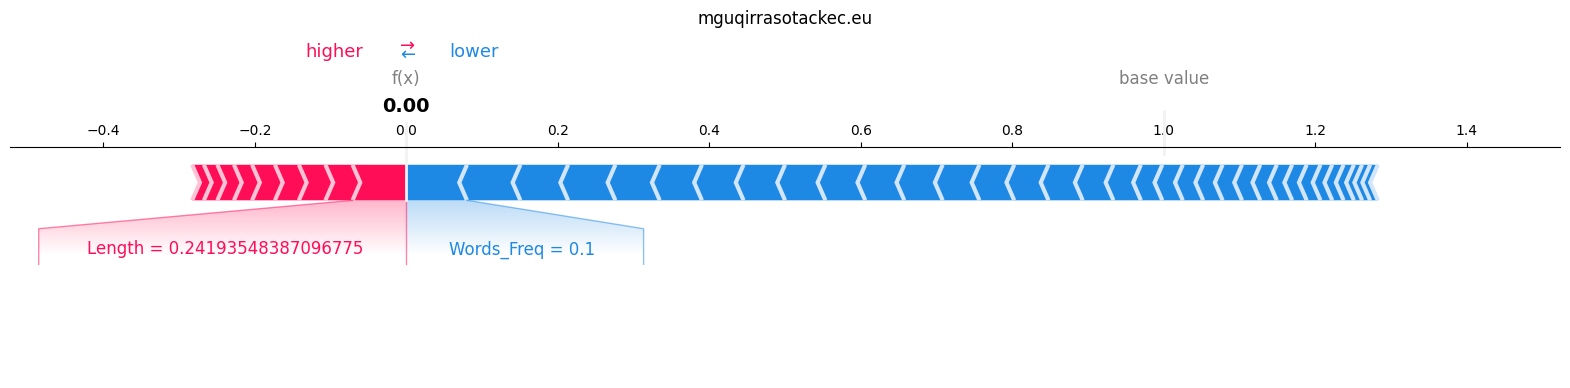 mguqirrasotackec.eu
higher → ← lower
f(x) base value
0.00
−0.4 −0.2 0.0 0.2 0.4 0.6 0.8 1.0 1.2 1.4
Length = 0.24193548387096775 Words_Freq = 0.1